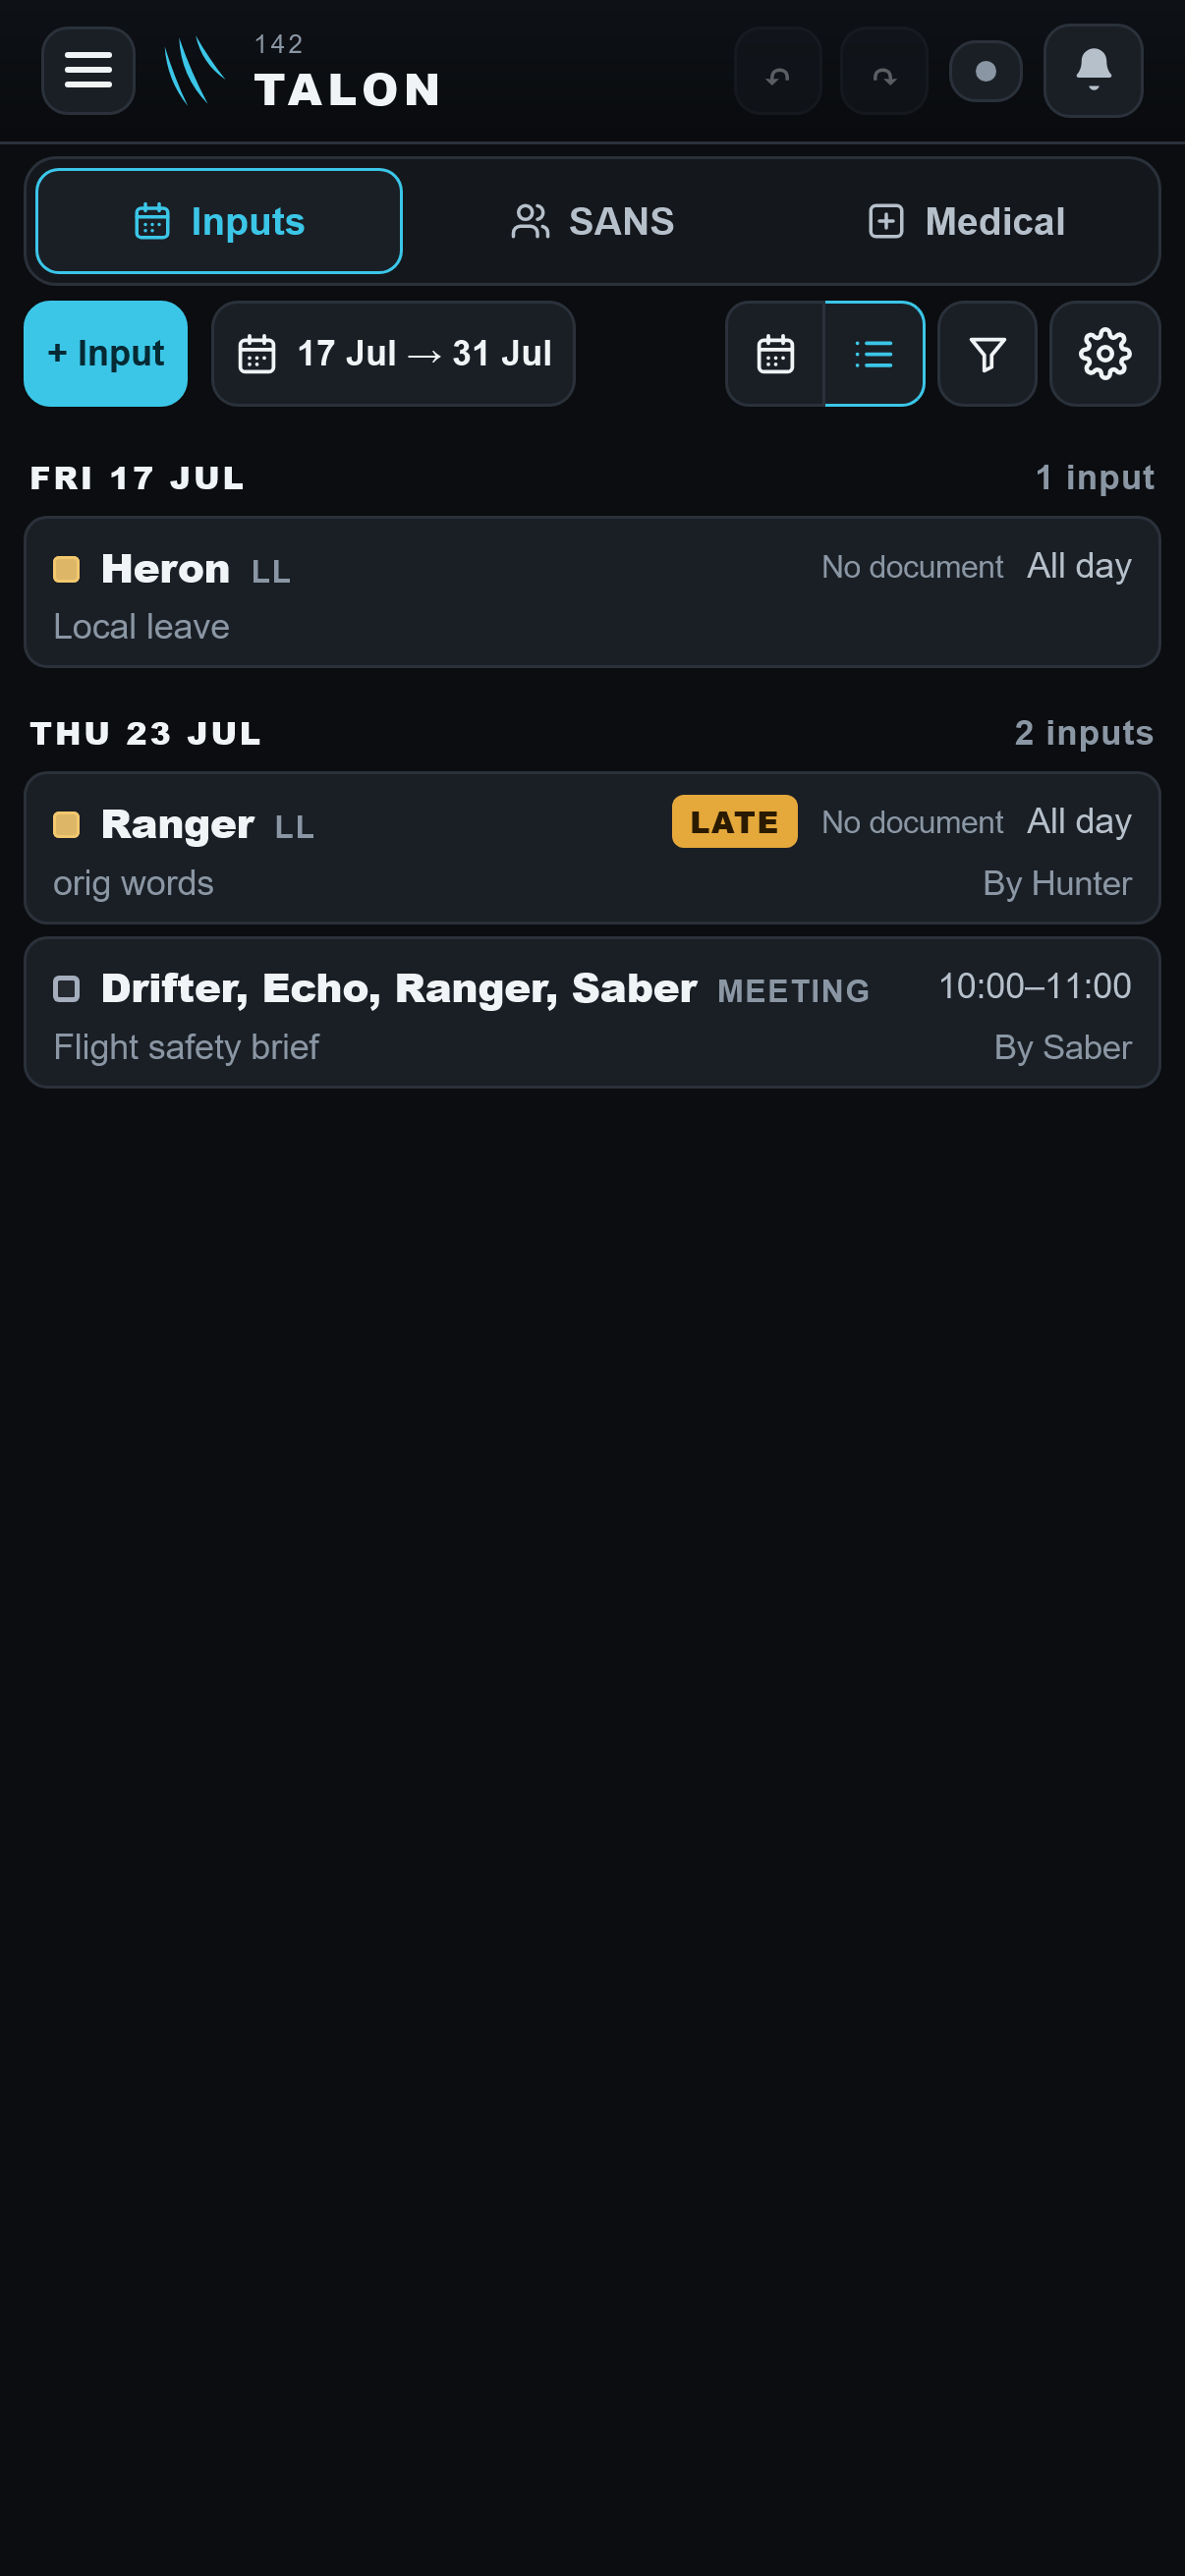 142
TALON
Inputs SANS Medical
+ Input 17 Jul → 31 Jul
FRI 17 JUL 1 input
Heron LL No document All day
Local leave
THU 23 JUL 2 inputs
Ranger LL LATE No document All day
orig words By Hunter
Drifter, Echo, Ranger, Saber MEETING 10:00–11:00
Flight safety brief By Saber